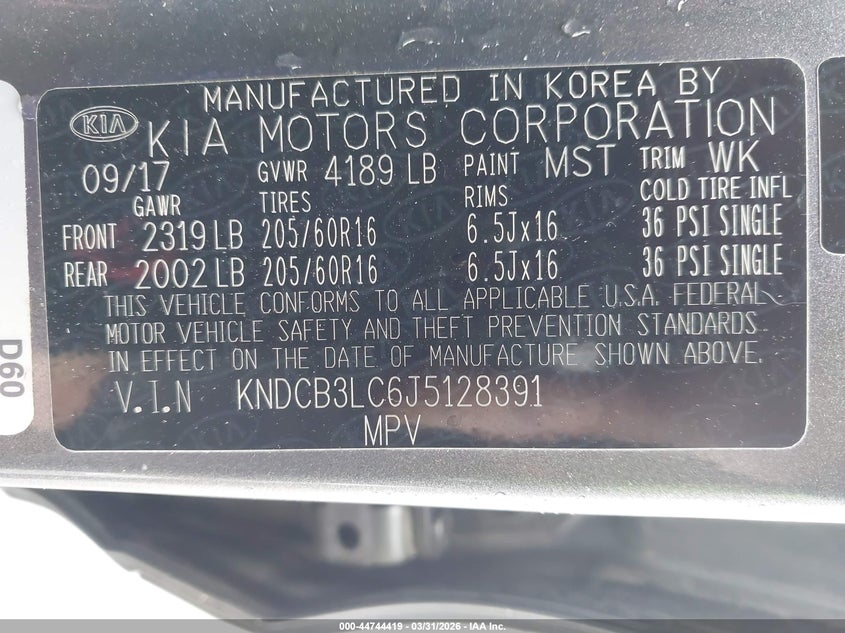 MANUFACTURED IN KOREA BY
KIA KIA MOTORS CORPORATION
09/17 GVWR 4189 LB PAINT MST TRIM WK
GAWR TIRES RIMS COLD TIRE INFL
FRONT 2319 LB 205/60R16 6.5Jx16 36 PSI SINGLE
REAR 2002 LB 205/60R16 6.5Jx16 36 PSI SINGLE
THIS VEHICLE CONFORMS TO ALL APPLICABLE U.S.A. FEDERAL
MOTOR VEHICLE SAFETY AND THEFT PREVENTION STANDARDS
IN EFFECT ON THE DATE OF MANUFACTURE SHOWN ABOVE.
V.I.N KNDCB3LC6J5128391
MPV
D60
000-44744419 - 03/31/2026 - IAA Inc.